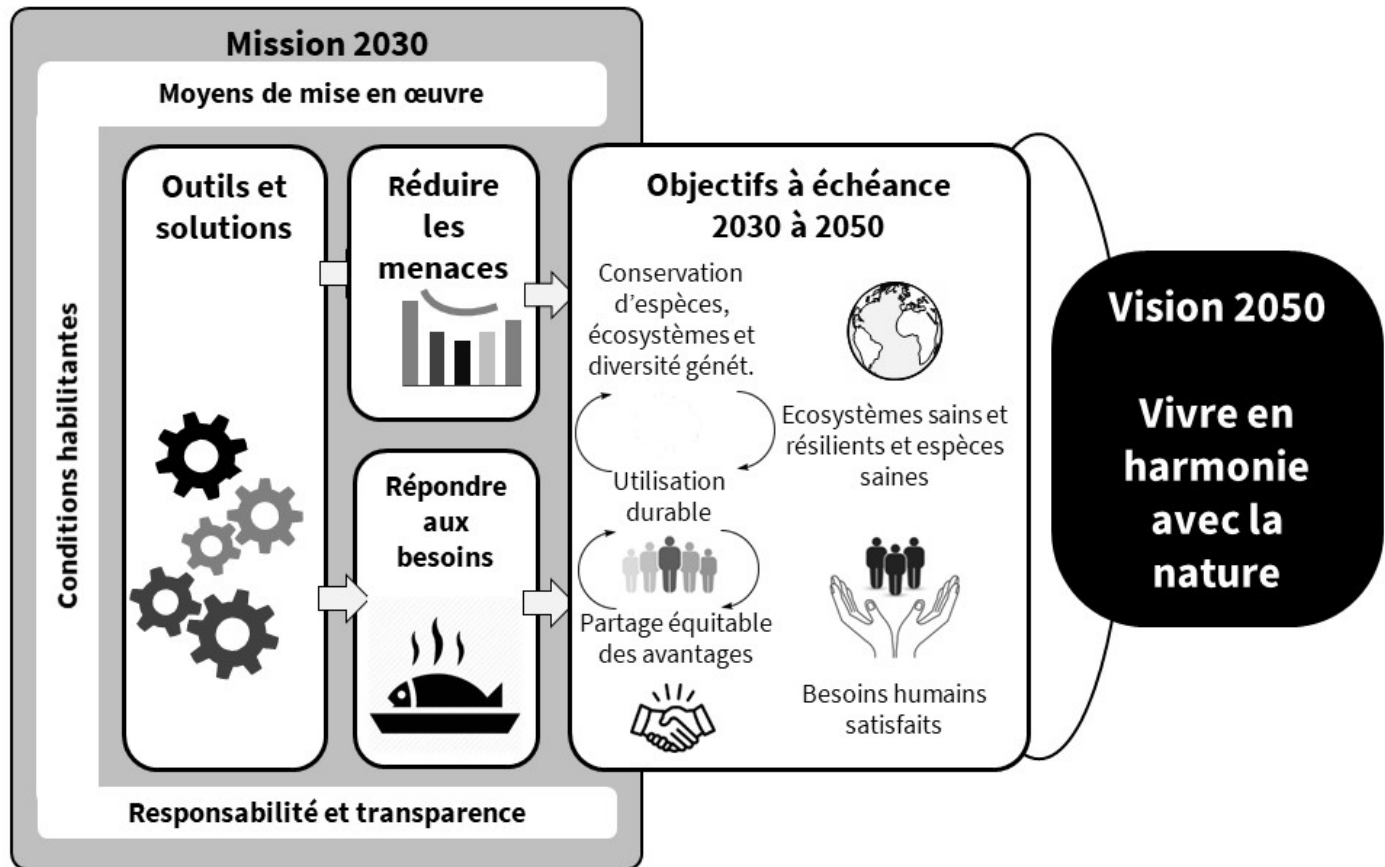 Mission 2030
Moyens de mise en œuvre
Conditions habilitantes
Outils et
solutions
Réduire
les
menaces
Répondre
aux
besoins
Responsabilité et transparence
Objectifs à échéance
2030 à 2050
Conservation
d’espèces,
écosystèmes et
diversité génét.
Utilisation
durable
Partage équitable
des avantages
Ecosystèmes sains et
résilients et espèces
saines
Besoins humains
satisfaits
Vision 2050
Vivre en
harmonie
avec la
nature